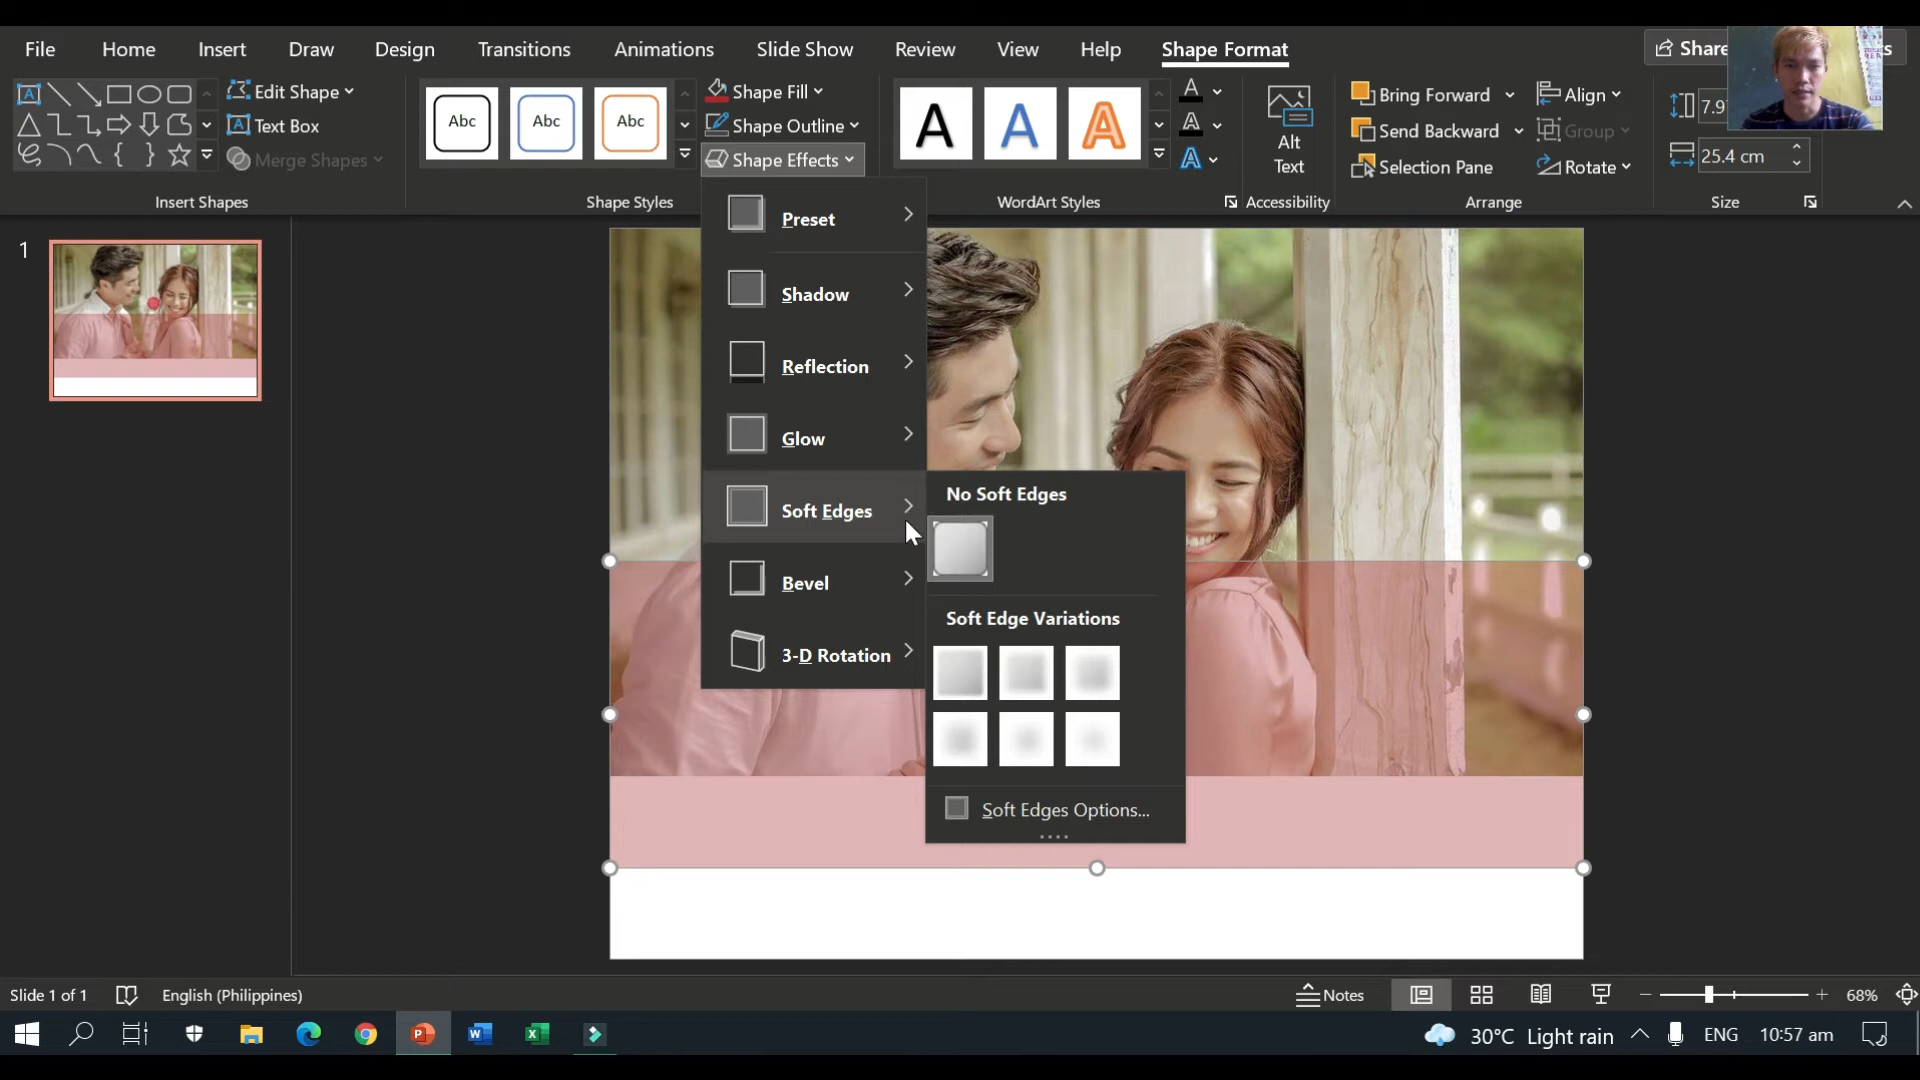 File Home Insert Draw Design Transitions Animations Slide Show Review View Help Shape Format Share
Edit Shape
Text Box
Merge Shapes
Insert Shapes
Abc Abc Abc
Shape Fill
Shape Outline
Shape Effects
Shape Styles
A A A
A
A
A
WordArt Styles
Alt
Text
Accessibility
Bring Forward
Send Backward
Selection Pane
Align
Group
Rotate
Arrange
25.4 cm
Size
1
Preset
Shadow
Reflection
Glow
Soft Edges
Bevel
3-D Rotation
No Soft Edges
Soft Edge Variations
Soft Edges Options...
Slide 1 of 1 English (Philippines) Notes 68%
30°C Light rain ENG 10:57 am